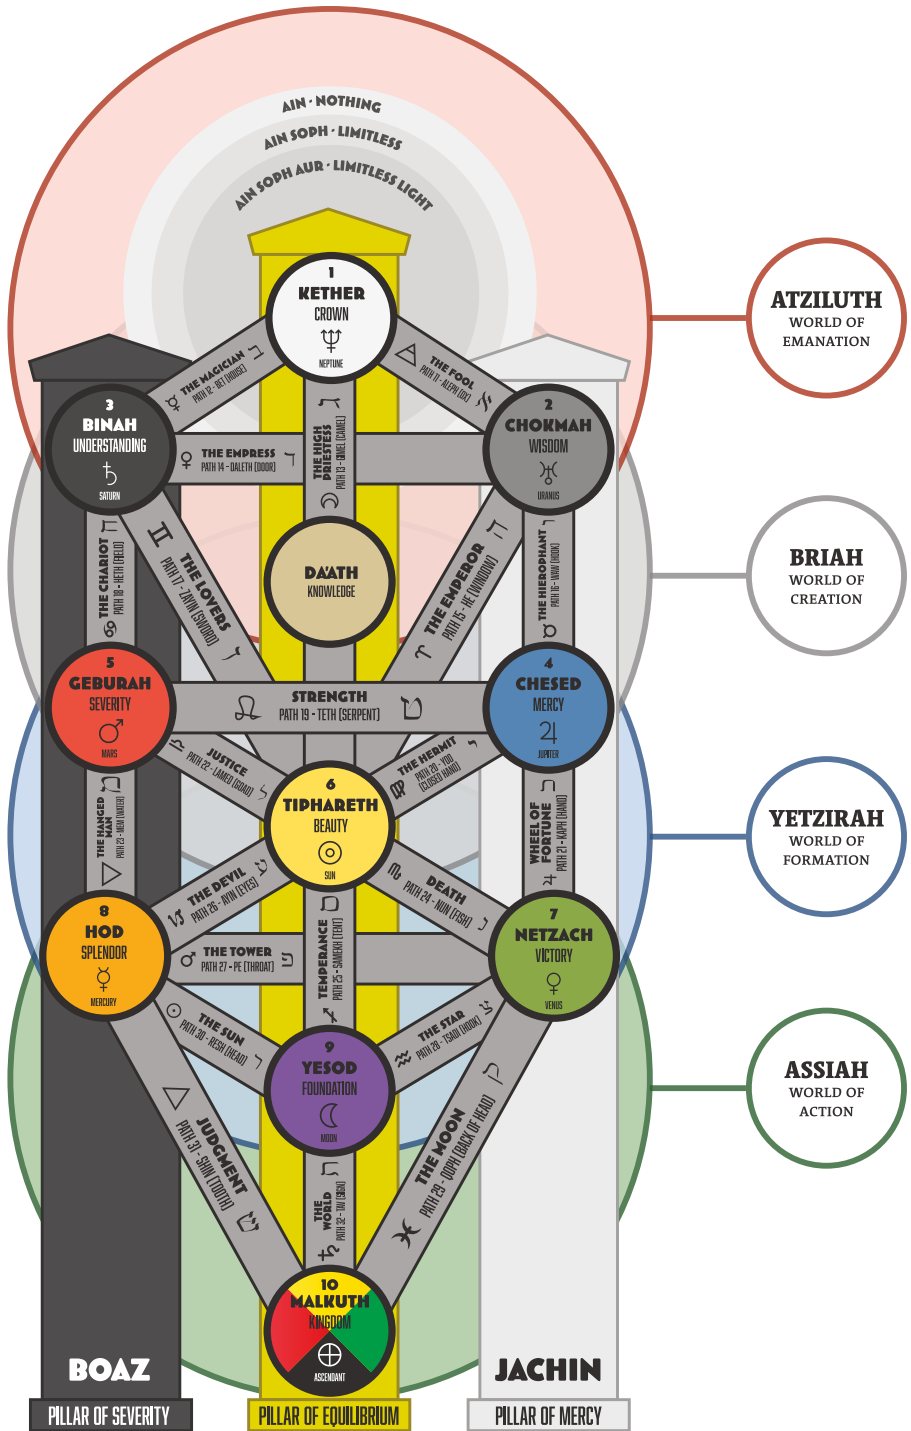 AIN · NOTHING
AIN SOPH · LIMITLESS
AIN SOPH AUR · LIMITLESS LIGHT
1
KETHER
CROWN
NEPTUNE
ATZILUTH
WORLD OF
EMANATION
THE MAGICIAN
PATH 12 - BET (HOUSE)
ב
THE FOOL
PATH 11 - ALEPH (OX)
א
3
BINAH
UNDERSTANDING
SATURN
2
CHOKMAH
WISDOM
URANUS
THE EMPRESS
PATH 14 - DALETH (DOOR)
ד
THE HIGH
PRIESTESS
PATH 13 - GIMEL (CAMEL)
ג
DA'ATH
KNOWLEDGE
BRIAH
WORLD OF
CREATION
THE CHARIOT
PATH 18 - HETH (FIELD)
ח
THE LOVERS
PATH 17 - ZAYIN (SWORD)
ז
THE EMPEROR
PATH 15 - HE (WINDOW)
ה
THE HIEROPHANT
PATH 16 - WAW (HOOK)
ו
5
GEBURAH
SEVERITY
MARS
STRENGTH
PATH 19 - TETH (SERPENT)
ט
4
CHESED
MERCY
JUPITER
JUSTICE
PATH 22 - LAMED (GOAD)
ל
THE HERMIT
PATH 20 - YOD
(CLOSED HAND)
י
6
TIPHARETH
BEAUTY
SUN
YETZIRAH
WORLD OF
FORMATION
THE HANGED
MAN
PATH 23 - MEM (WATER)
מ
WHEEL OF
FORTUNE
PATH 21 - KAPH (HAND)
כ
THE DEVIL
PATH 26 - AYIN (EYES)
ע
DEATH
PATH 24 - NUN (FISH)
נ
8
HOD
SPLENDOR
MERCURY
7
NETZACH
VICTORY
VENUS
THE TOWER
PATH 27 - PE (THROAT)
פ
TEMPERANCE
PATH 25 - SAMEKH (TENT)
ס
THE SUN
PATH 30 - RESH (HEAD)
ר
THE STAR
PATH 28 - TSADI (HOOK)
צ
9
YESOD
FOUNDATION
MOON
ASSIAH
WORLD OF
ACTION
JUDGMENT
PATH 31 - SHIN (TOOTH)
ש
THE WORLD
PATH 32 - TAV (SIGN)
ת
THE MOON
PATH 29 - QOPH (BACK OF HEAD)
ק
10
MALKUTH
KINGDOM
ASCENDANT
BOAZ
JACHIN
PILLAR OF SEVERITY
PILLAR OF EQUILIBRIUM
PILLAR OF MERCY